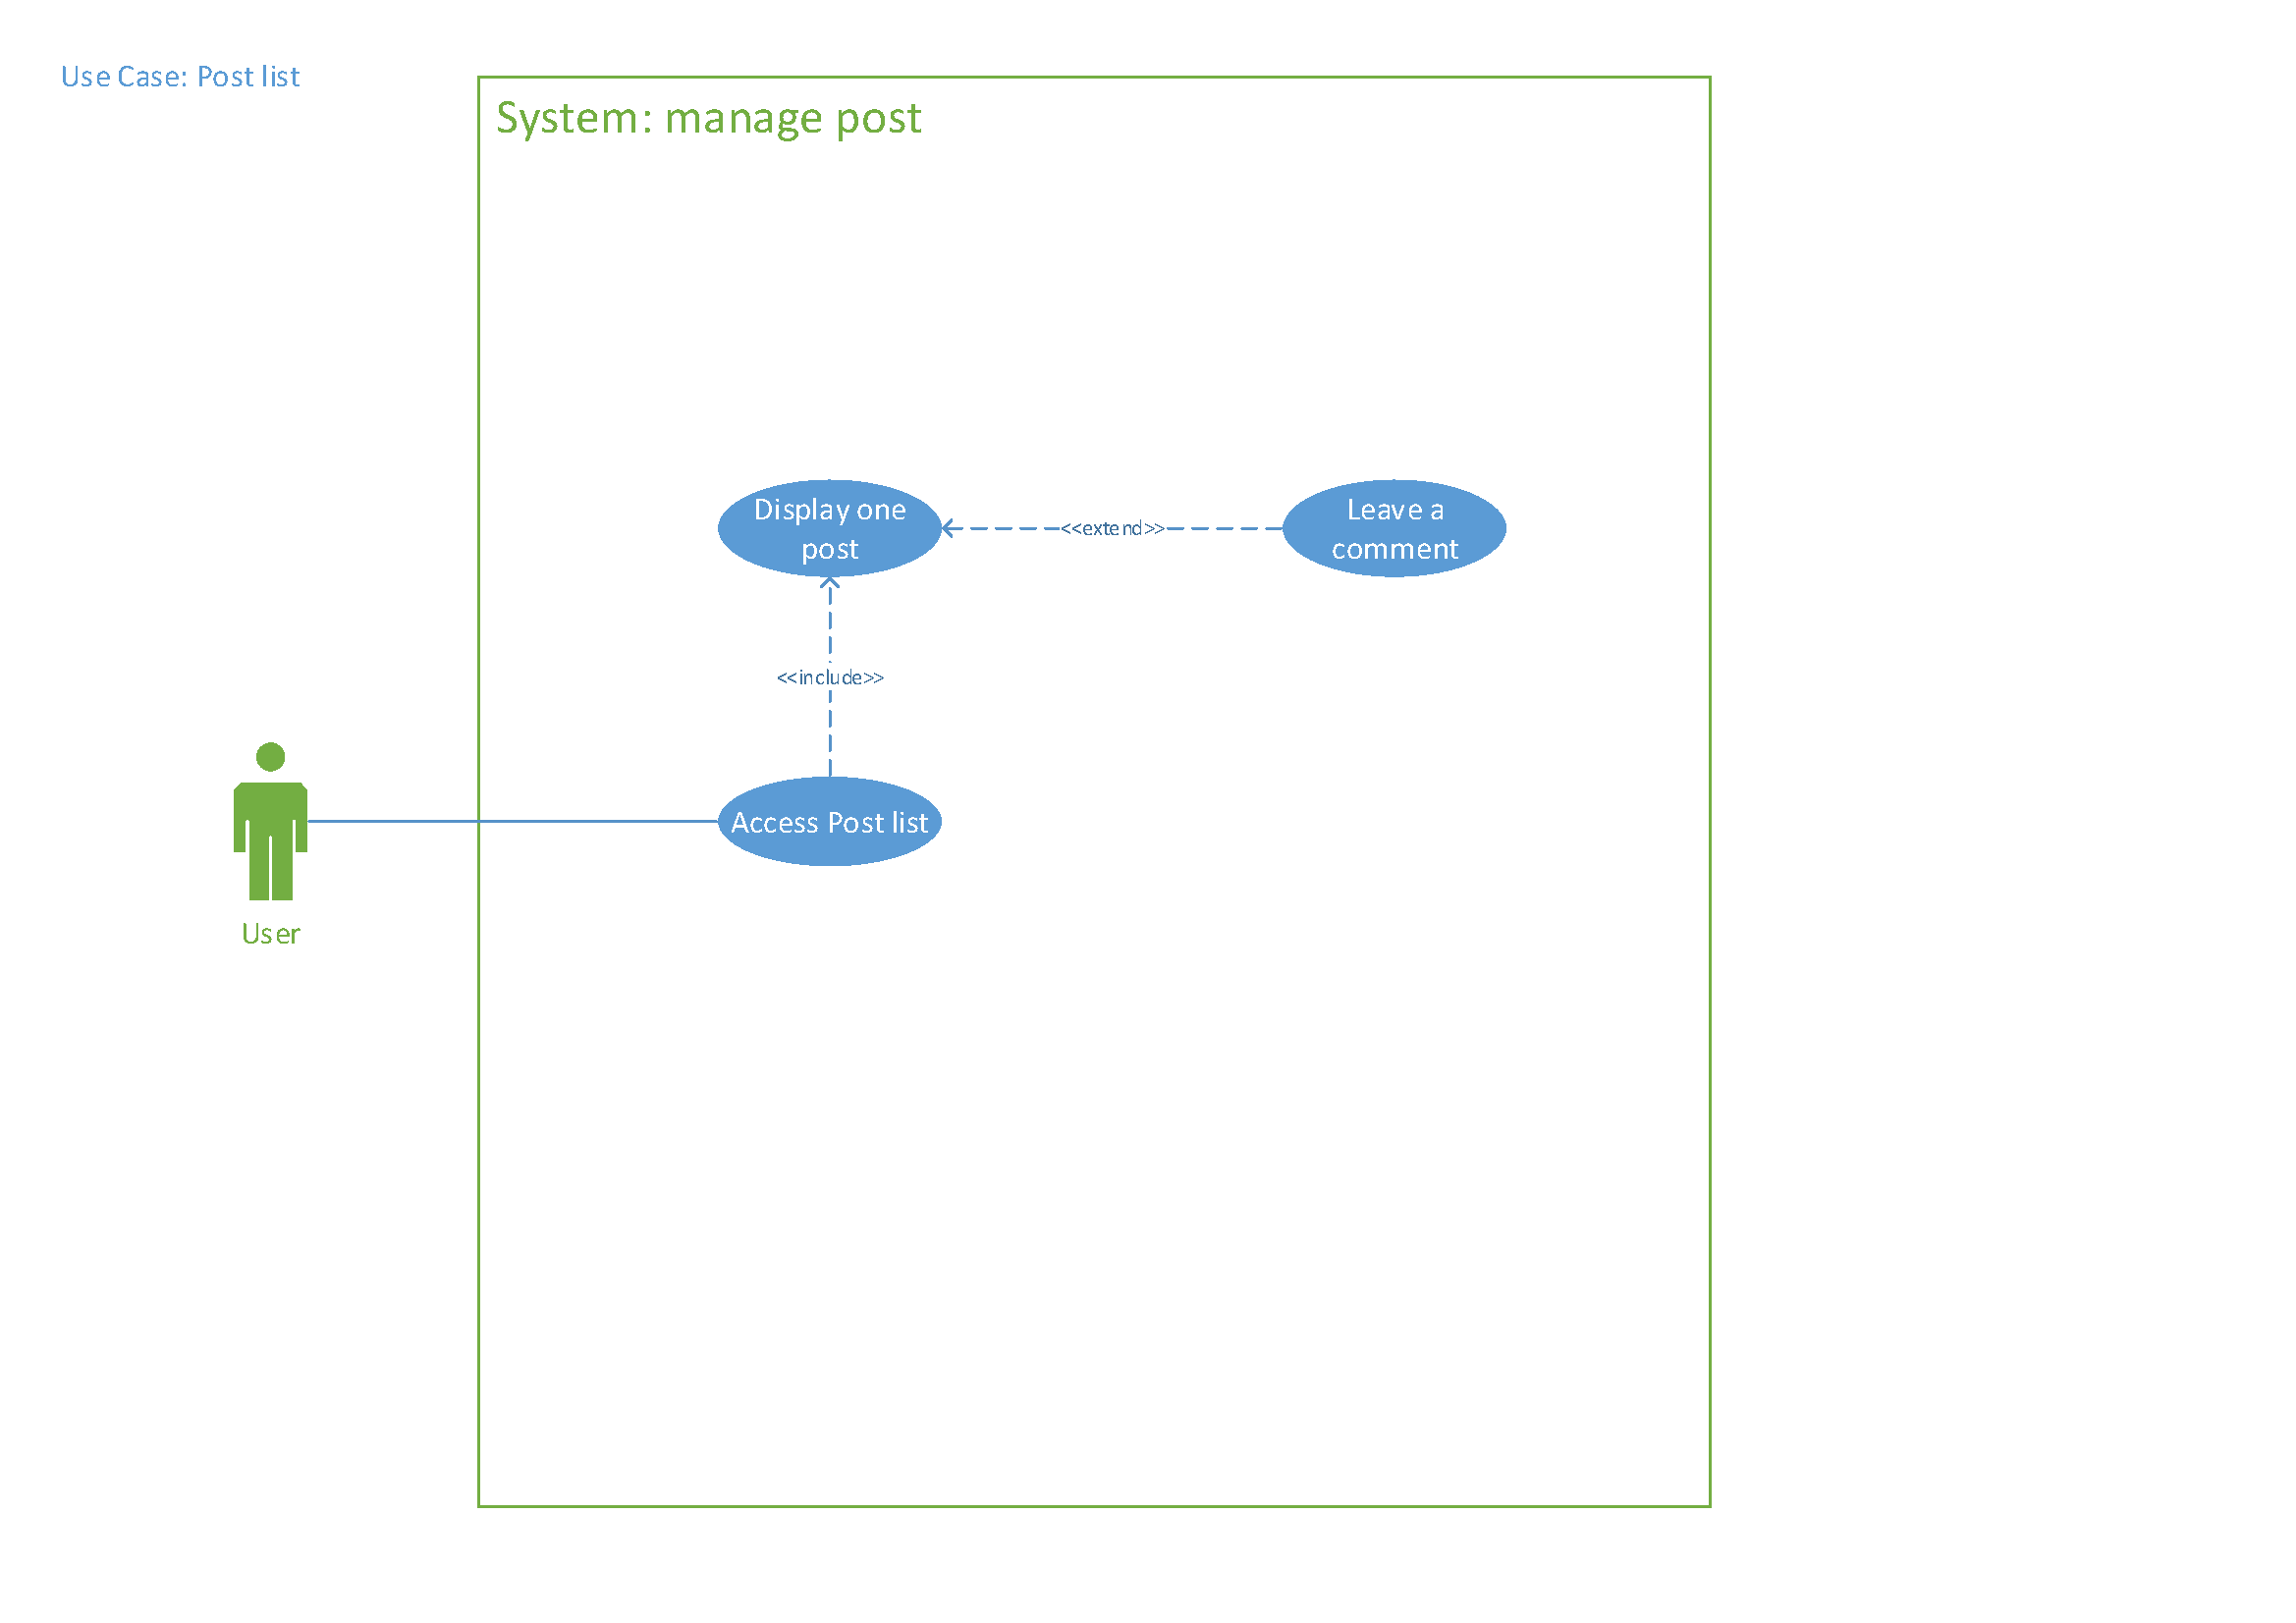 Use Case: Post list
System: manage post
Display one
post
<<extend>>
Leave a
comment
<<include>>
Access Post list
User